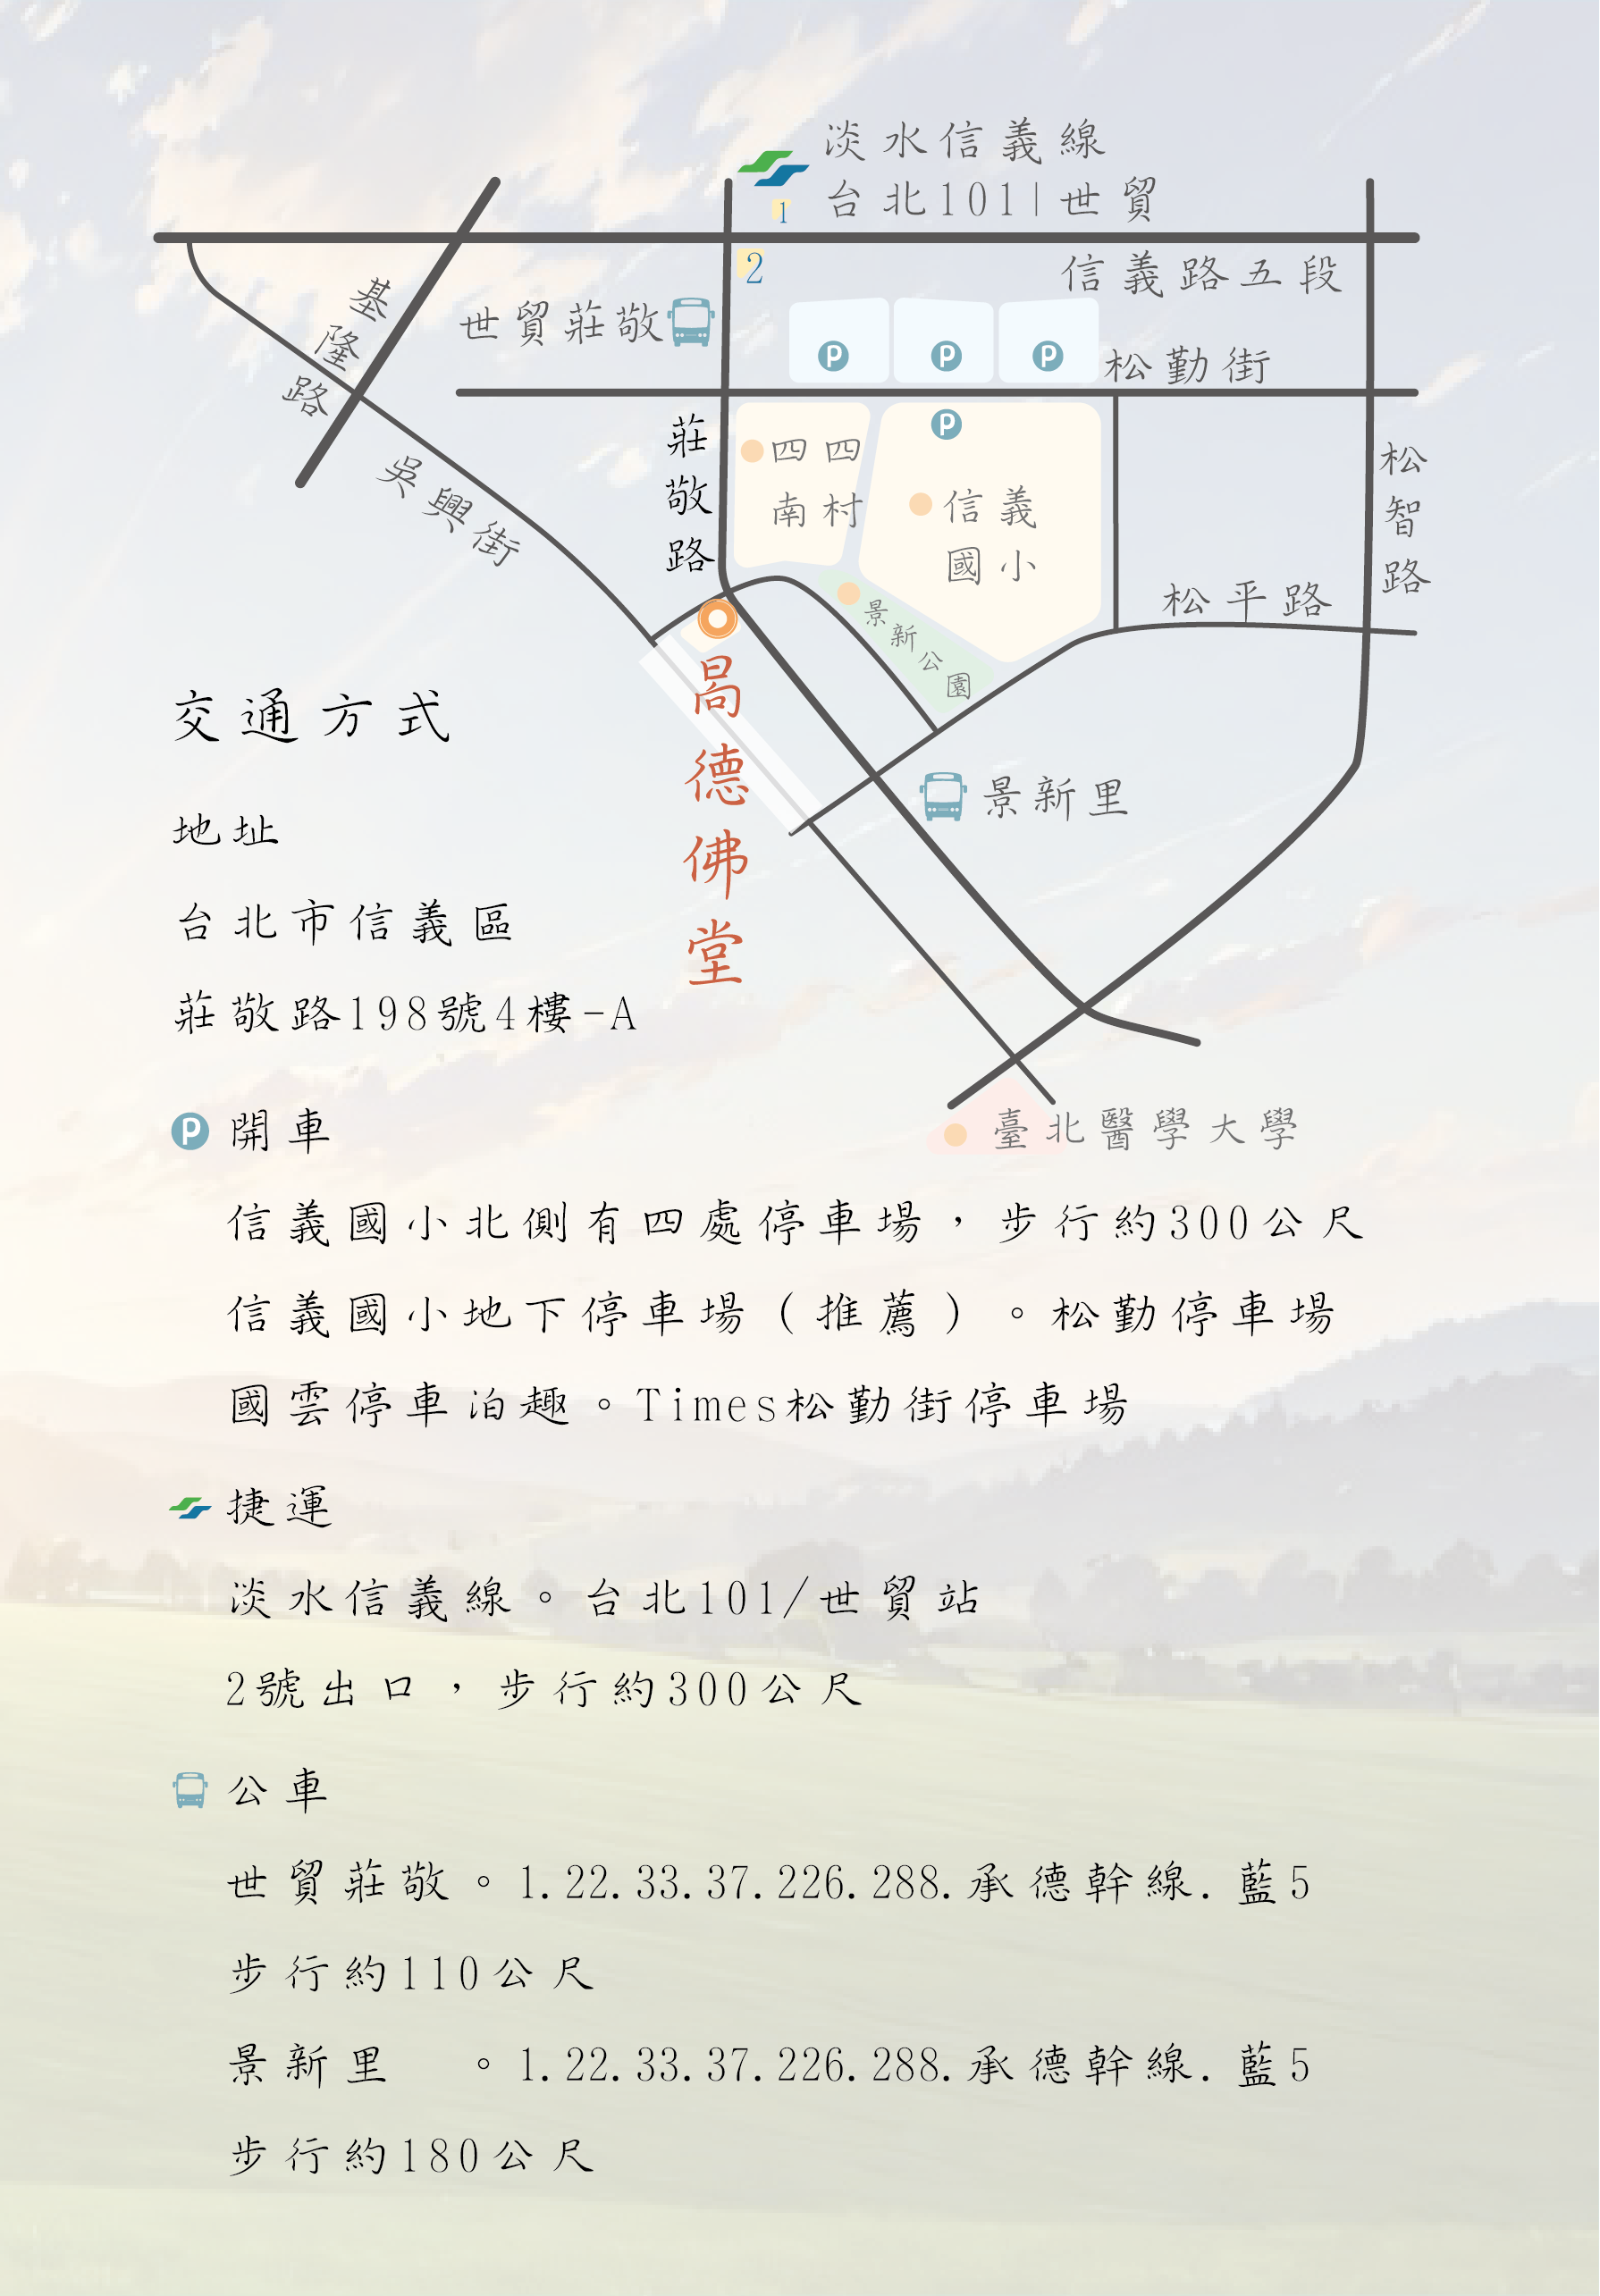 淡水信義線
台北101|世貿
1
2
信義路五段
基隆路
世貿莊敬
P
P
P
松勤街
P
莊敬路
四四
南村
信義
國小
松智路
吳興街
景新公園
松平路
昺德佛堂
景新里
臺北醫學大學
交通方式
地址
台北市信義區
莊敬路198號4樓-A
P 開車
信義國小北側有四處停車場，步行約300公尺
信義國小地下停車場（推薦）。松勤停車場
國雲停車泊趣。Times松勤街停車場
捷運
淡水信義線。台北101/世貿站
2號出口，步行約300公尺
公車
世貿莊敬。1.22.33.37.226.288.承德幹線.藍5
步行約110公尺
景新里　。1.22.33.37.226.288.承德幹線.藍5
步行約180公尺